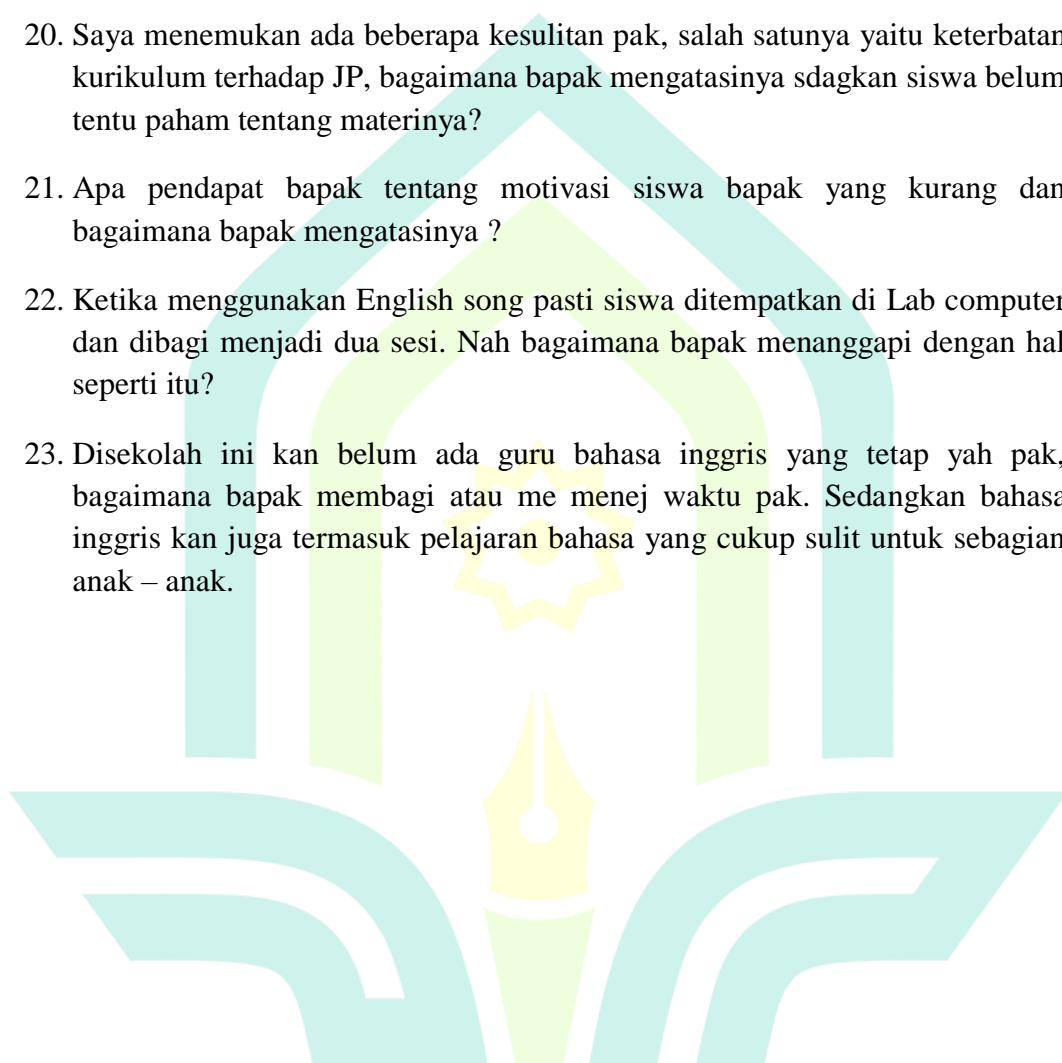 20. Saya menemukan ada beberapa kesulitan pak, salah satunya yaitu keterbatan
kurikulum terhadap JP, bagaimana bapak mengatasinya sdagkan siswa belum
tentu paham tentang materinya?
21. Apa pendapat bapak tentang motivasi siswa bapak yang kurang dan
bagaimana bapak mengatasinya ?
22. Ketika menggunakan English song pasti siswa ditempatkan di Lab computer
dan dibagi menjadi dua sesi. Nah bagaimana bapak menanggapi dengan hal
seperti itu?
23. Disekolah ini kan belum ada guru bahasa inggris yang tetap yah pak,
bagaimana bapak membagi atau me menej waktu pak. Sedangkan bahasa
inggris kan juga termasuk pelajaran bahasa yang cukup sulit untuk sebagian
anak – anak.